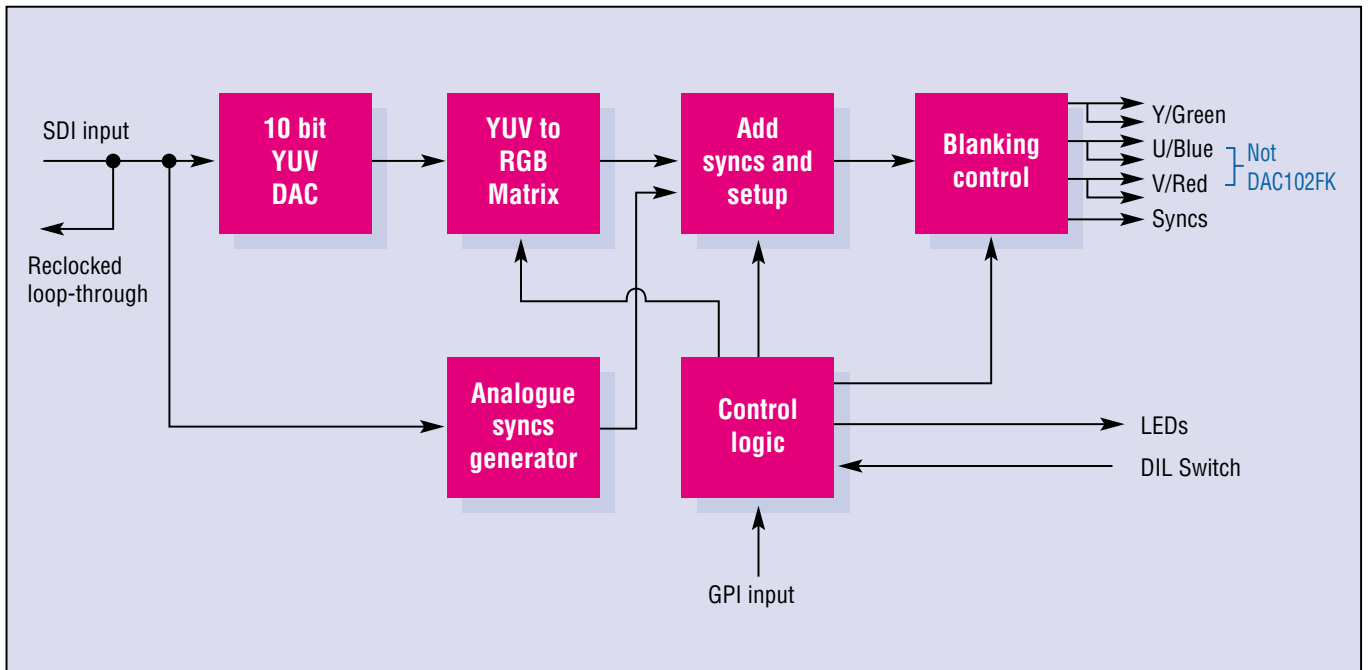 SDI input
10 bit
YUV
DAC
YUV to
RGB
Matrix
Add
syncs and
setup
Blanking
control
Y/Green
U/Blue
V/Red
Syncs
Not
DAC102FK
Reclocked
loop-through
Analogue
syncs
generator
Control
logic
LEDs
DIL Switch
GPI input